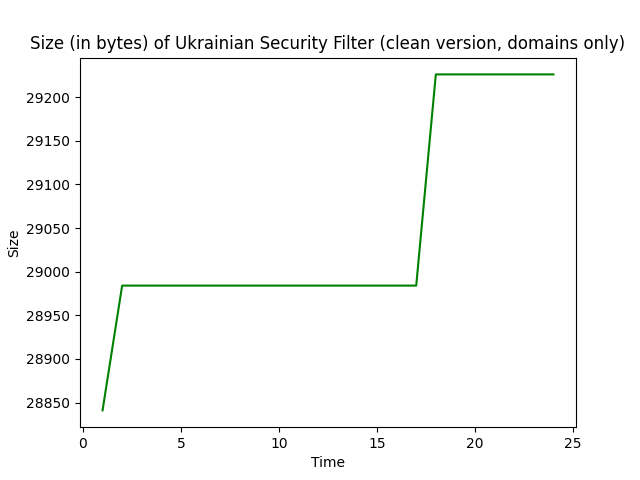 Size (in bytes) of Ukrainian Security Filter (clean version, domains only)
29200
29150
29100
29050
29000
28950
28900
28850
Size
0 5 10 15 20 25
Time